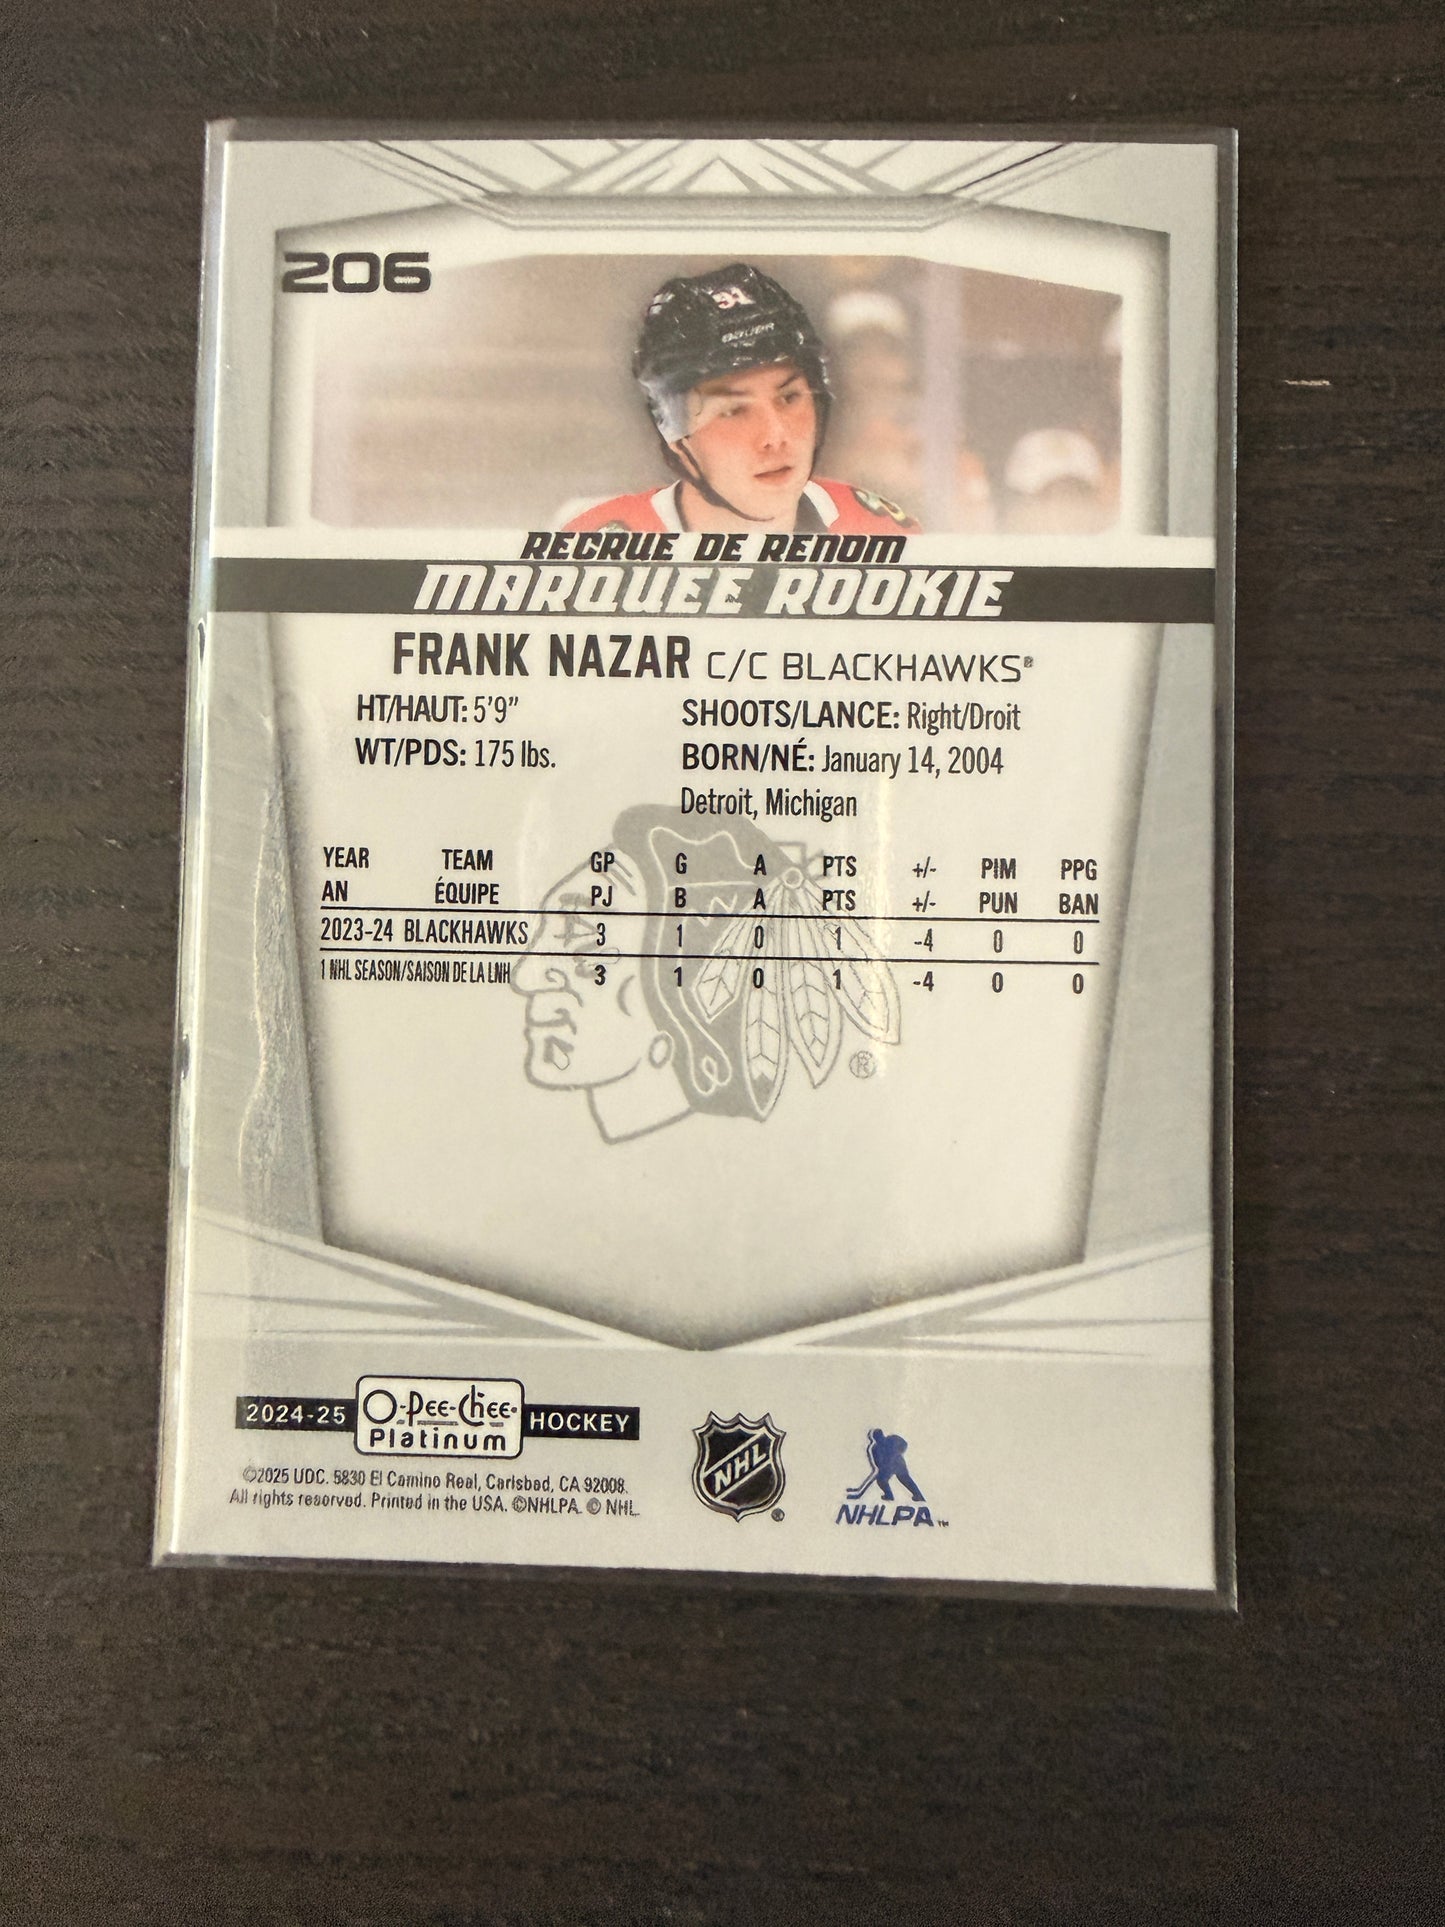 206
91
BAUER
RECRUE DE RENOM
MARQUEE ROOKIE
FRANK NAZAR C/C BLACKHAWKS®
HT/HAUT: 5'9" SHOOTS/LANCE: Right/Droit
WT/PDS: 175 lbs. BORN/NÉ: January 14, 2004
Detroit, Michigan
YEAR TEAM GP G A PTS +/- PIM PPG
AN ÉQUIPE PJ B A PTS +/- PUN BAN
2023-24 BLACKHAWKS 3 1 0 1 -4 0 0
1 NHL SEASON/SAISON DE LA LNH 3 1 0 1 -4 0 0
®
2024-25 O-Pee-Chee Platinum HOCKEY
©2025 UDC. 5830 El Camino Real, Carlsbad, CA 92008.
All rights reserved. Printed in the USA. ©NHLPA. © NHL.
NHL ®
NHLPA™